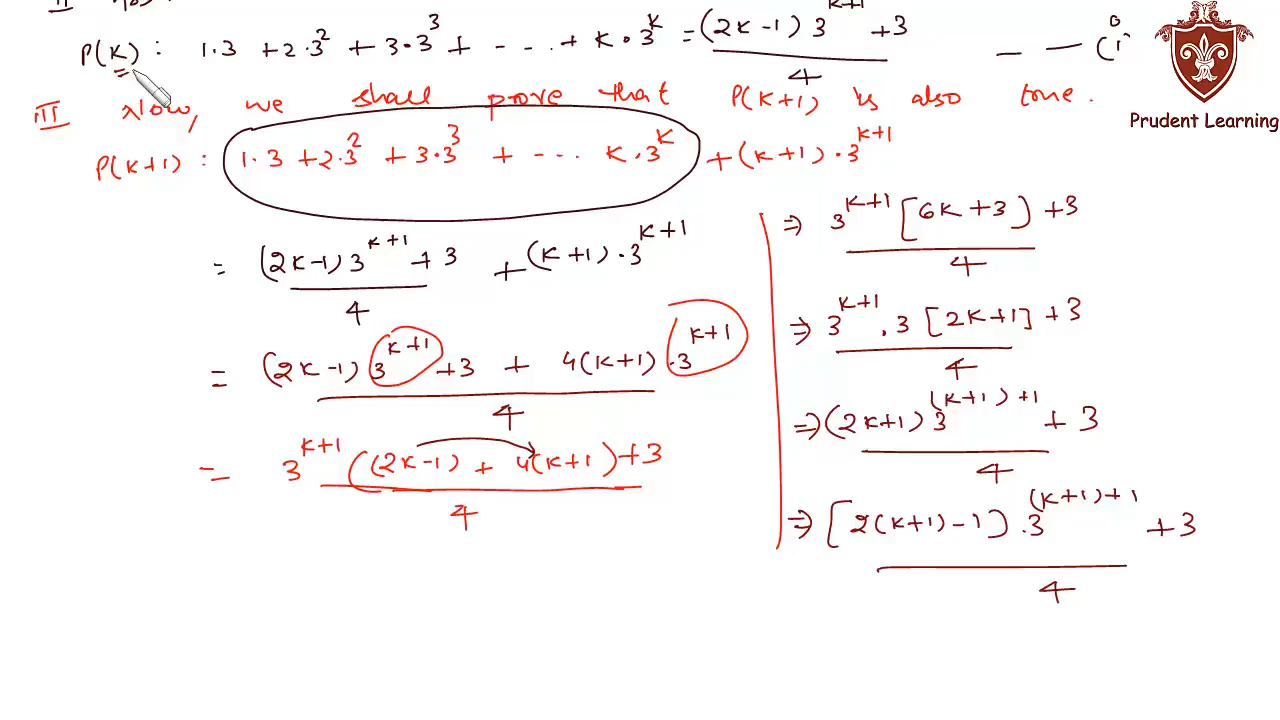 II
P(K) : 1.3 + 2.3² + 3.3³ + - - .. + K.3^K = (2K-1) 3^K+1 + 3 — — (i)
4
III Now, we shall prove that P(K+1) is also true.
P(K+1) : 1.3 + 2.3² + 3.3³ + - - - K.3^K + (K+1).3^K+1
= (2K-1) 3^K+1 + 3 + (K+1).3^K+1
4
= (2K-1) 3^K+1 + 3 + 4(K+1) .3^K+1
4
= 3^K+1 ((2K-1) + 4(K+1) + 3
4
⇒ 3^K+1 [6K+3] + 3
4
⇒ 3^K+1 . 3 [2K+1] + 3
4
⇒ (2K+1) 3^(K+1)+1 + 3
4
⇒ [2(K+1)-1) .3^(K+1)+1 + 3
4
Prudent Learning